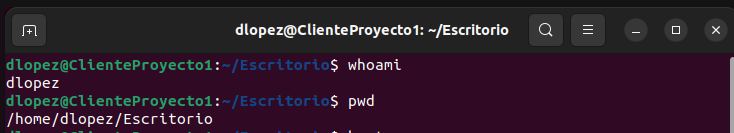 dlopez@ClienteProyecto1: ~/Escritorio
dlopez@ClienteProyecto1:~/Escritorio$ whoami
dlopez
dlopez@ClienteProyecto1:~/Escritorio$ pwd
/home/dlopez/Escritorio